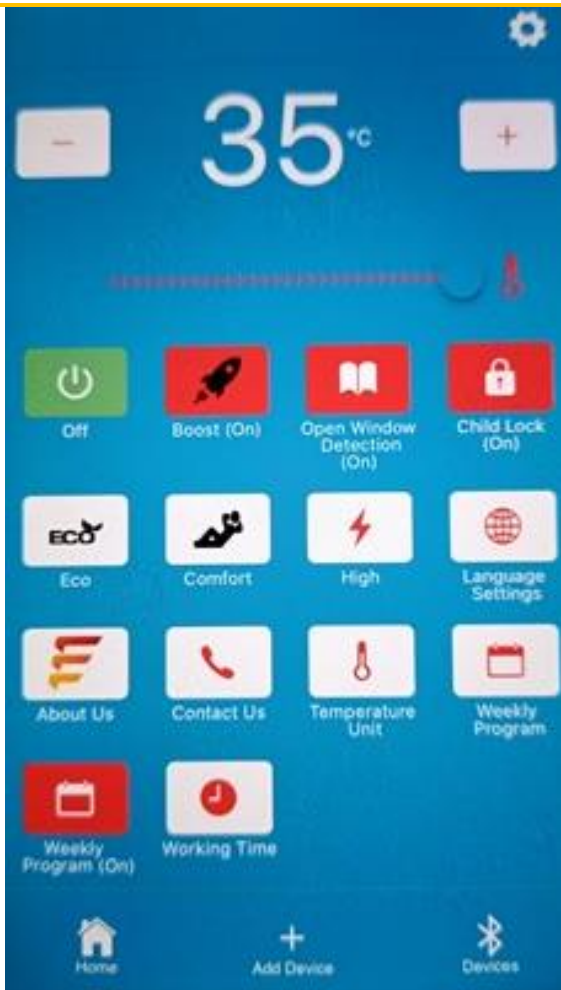 35 °C
Off
Boost (On)
Open Window
Detection
(On)
Child Lock
(On)
ECO
Eco
Comfort
High
Language
Settings
About Us
Contact Us
Temperature
Unit
Weekly
Program
Weekly
Program (On)
Working Time
Home
Add Device
Devices